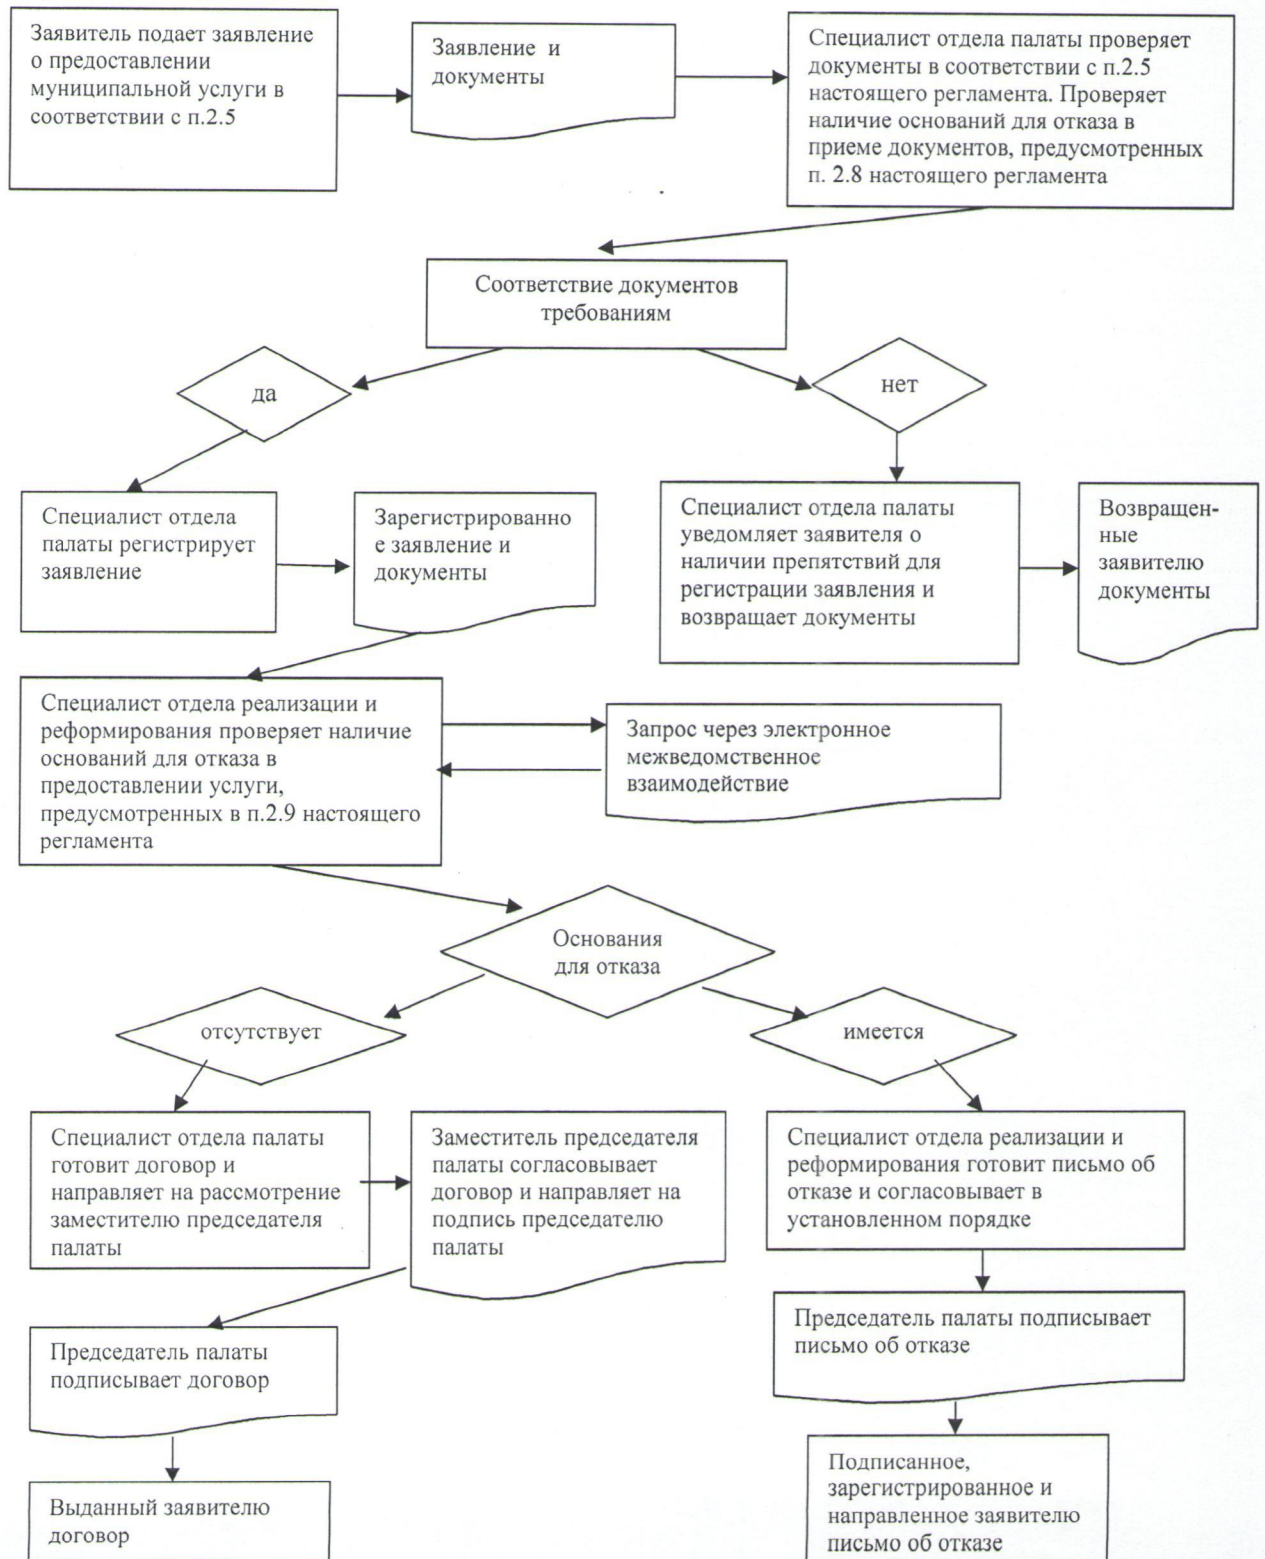 Заявитель подает заявление
о предоставлении
муниципальной услуги в
соответствии с п.2.5
Заявление и
документы
Специалист отдела палаты проверяет
документы в соответствии с п.2.5
настоящего регламента. Проверяет
наличие оснований для отказа в
приеме документов, предусмотренных
п. 2.8 настоящего регламента
Соответствие документов
требованиям
да
нет
Специалист отдела
палаты регистрирует
заявление
Зарегистрированно
е заявление и
документы
Специалист отдела палаты
уведомляет заявителя о
наличии препятствий для
регистрации заявления и
возвращает документы
Возвращен-
ные
заявителю
документы
Специалист отдела реализации и
реформирования проверяет наличие
оснований для отказа в
предоставлении услуги,
предусмотренных в п.2.9 настоящего
регламента
Запрос через электронное
межведомственное
взаимодействие
Основания
для отказа
отсутствует
имеется
Специалист отдела палаты
готовит договор и
направляет на рассмотрение
заместителю председателя
палаты
Заместитель председателя
палаты согласовывает
договор и направляет на
подпись председателю
палаты
Специалист отдела реализации и
реформирования готовит письмо об
отказе и согласовывает в
установленном порядке
Председатель палаты
подписывает договор
Председатель палаты подписывает
письмо об отказе
Выданный заявителю
договор
Подписанное,
зарегистрированное и
направленное заявителю
письмо об отказе